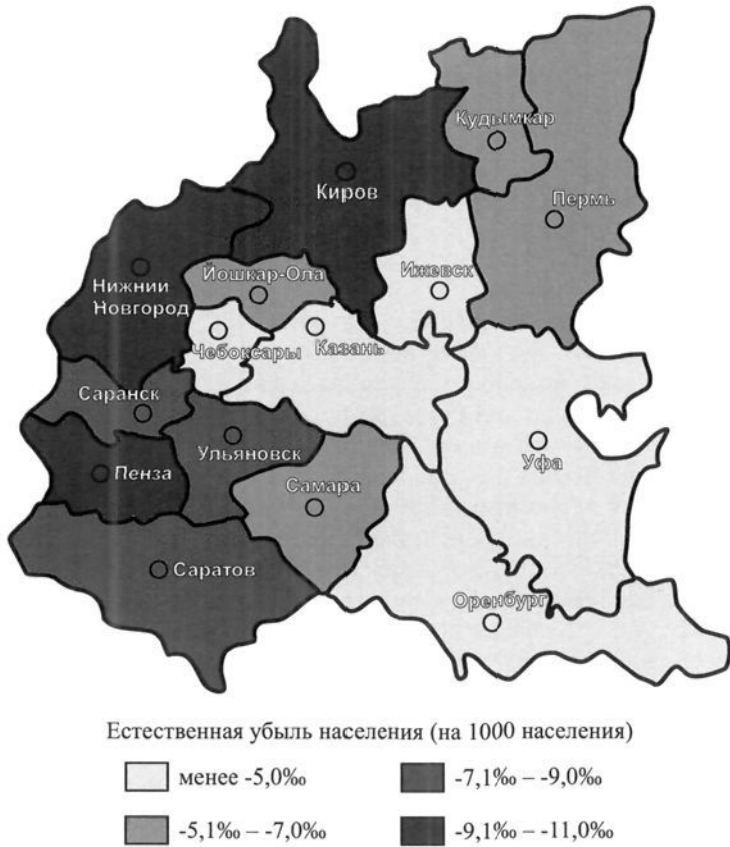 Кудымкар
Киров
Пермь
Йошкар-Ола
Ижевск
Нижнии
Новгород
Чебоксары
Казань
Саранск
Ульяновск
Уфа
Пенза
Самара
Саратов
Оренбург
Естественная убыль населения (на 1000 населения)
менее -5,0‰
-7,1‰ – -9,0‰
-5,1‰ – -7,0‰
-9,1‰ – -11,0‰